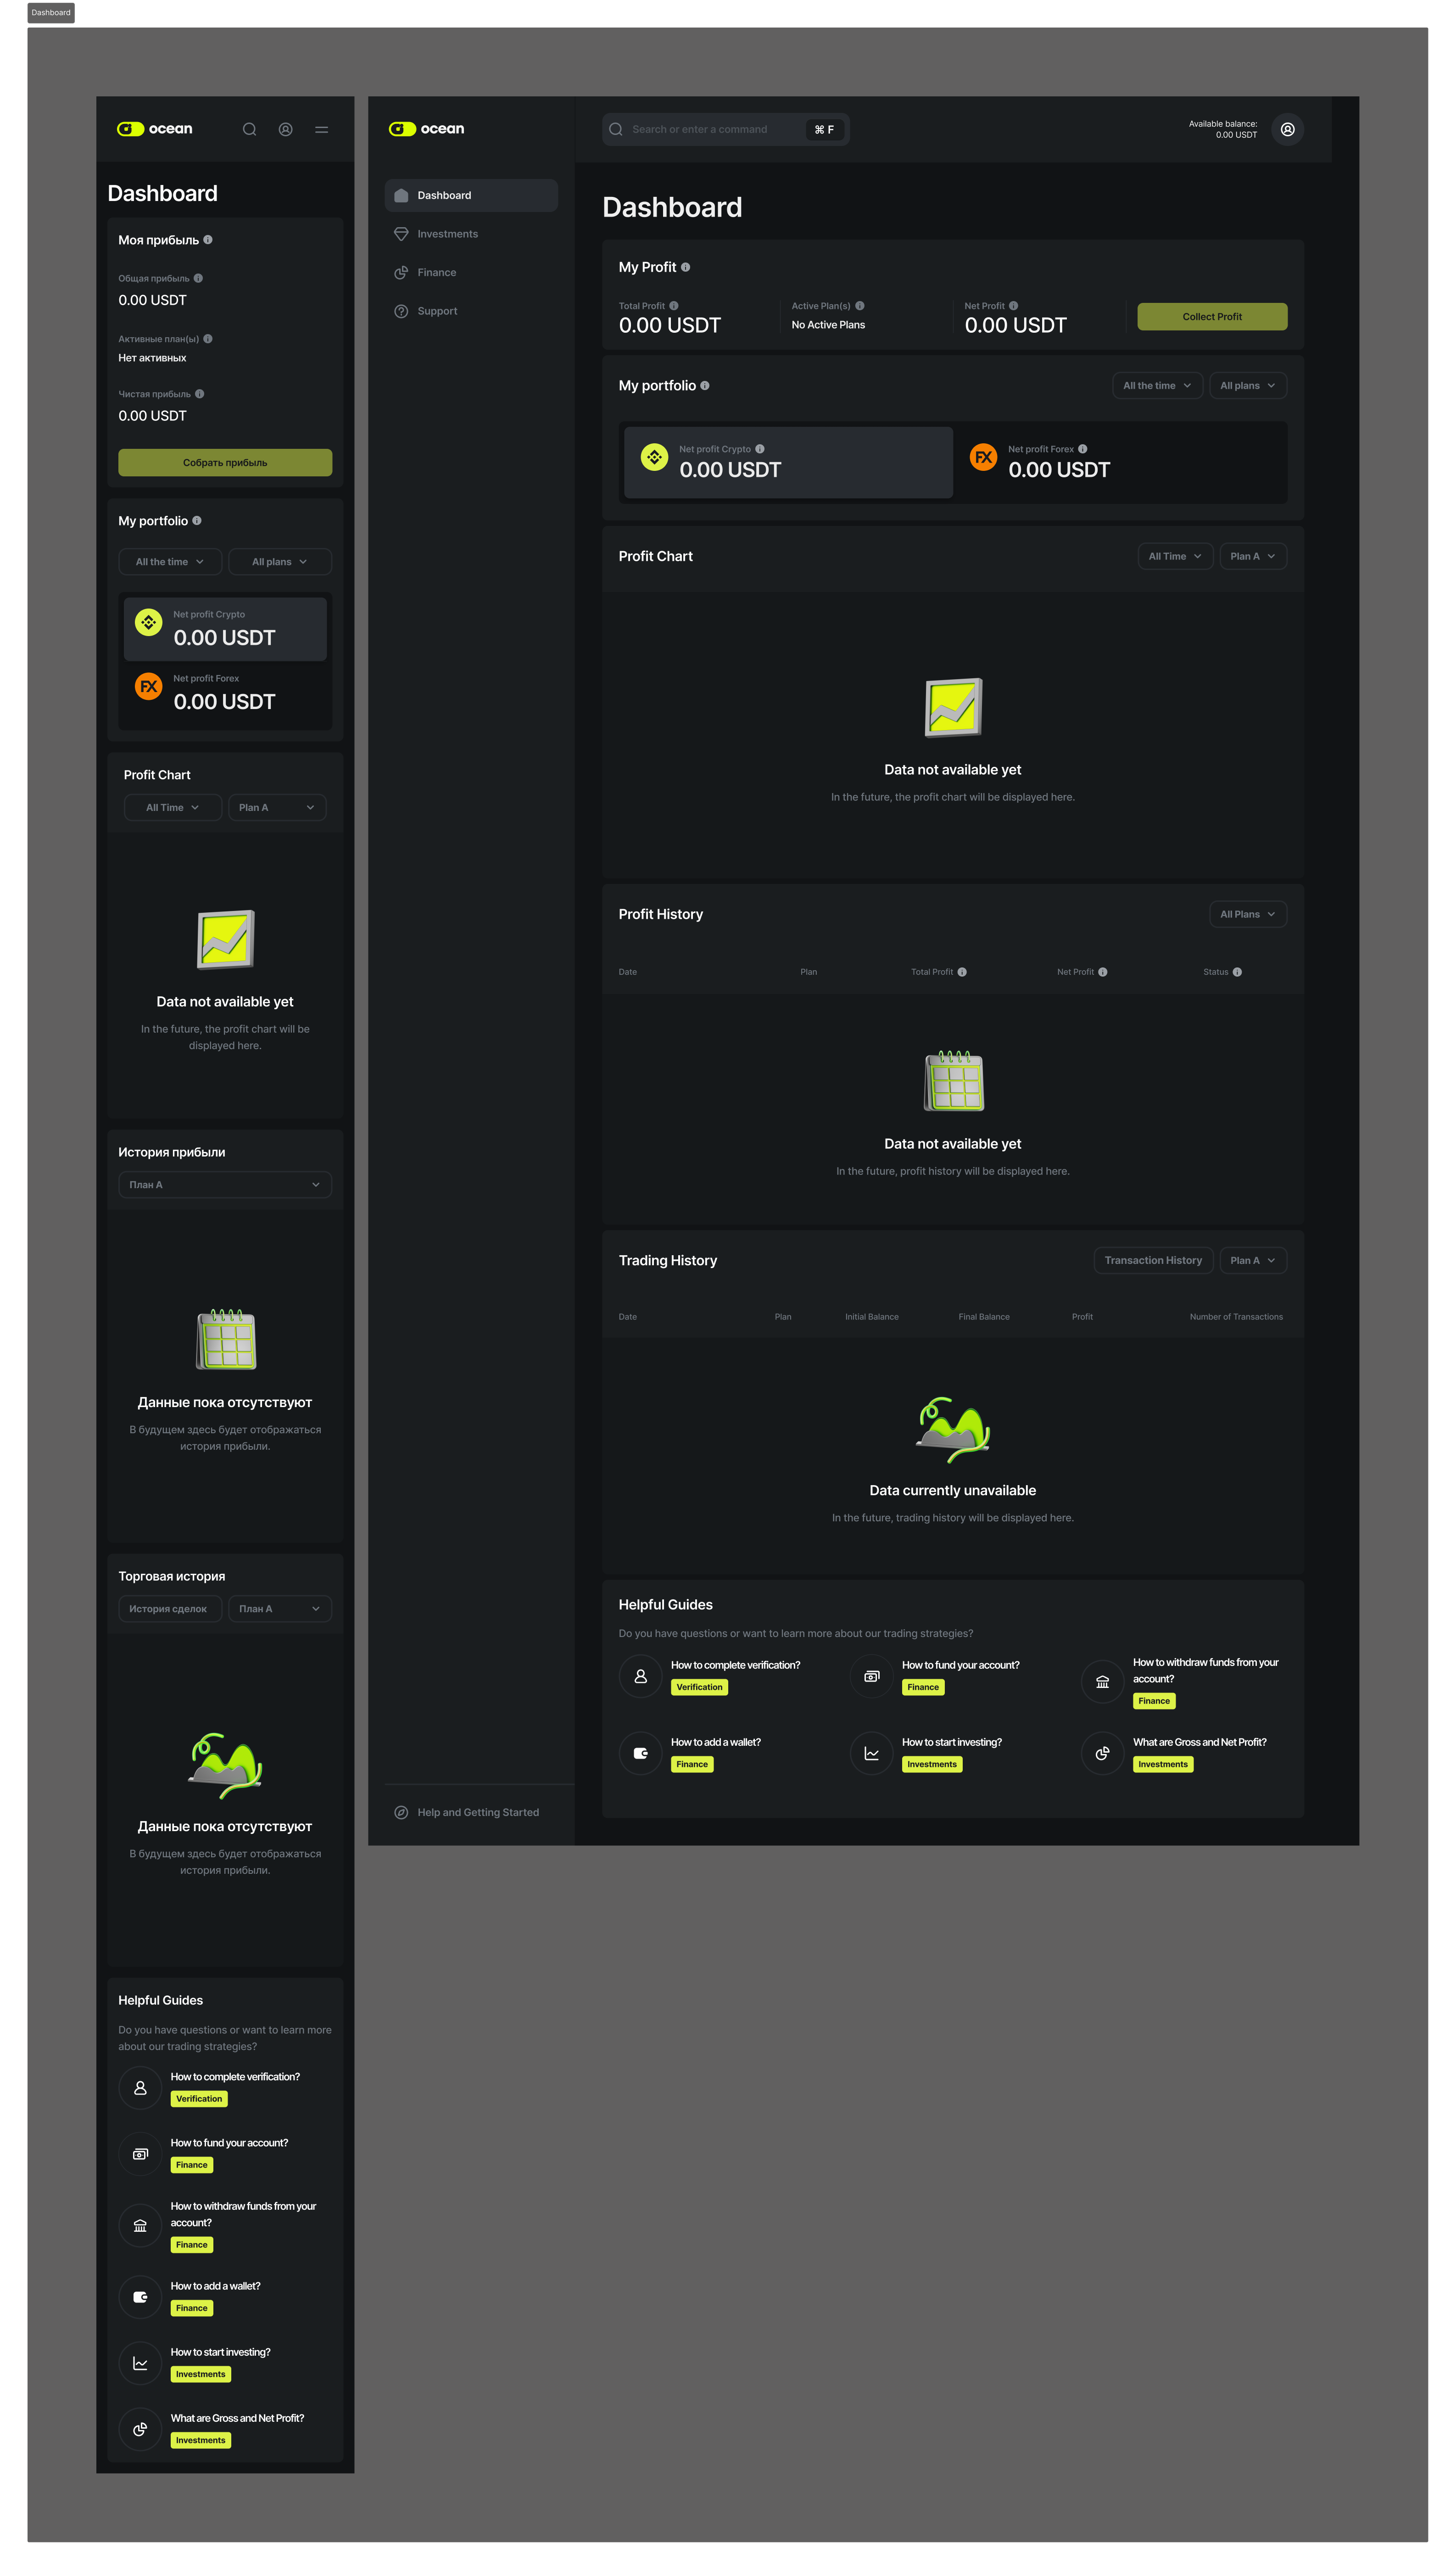 Dashboard
ocean
Dashboard
Моя прибыль
Общая прибыль
0.00 USDT
Активные план(ы)
Нет активных
Чистая прибыль
0.00 USDT
Собрать прибыль
My portfolio
All the time
All plans
Net profit Crypto
0.00 USDT
FX
Net profit Forex
0.00 USDT
Profit Chart
All Time
Plan A
Data not available yet
In the future, the profit chart will be
displayed here.
История прибыли
План А
Данные пока отсутствуют
В будущем здесь будет отображаться
история прибыли.
Торговая история
История сделок
План А
Данные пока отсутствуют
В будущем здесь будет отображаться
история прибыли.
Helpful Guides
Do you have questions or want to learn more
about our trading strategies?
How to complete verification?
Verification
How to fund your account?
Finance
How to withdraw funds from your
account?
Finance
How to add a wallet?
Finance
How to start investing?
Investments
What are Gross and Net Profit?
Investments
ocean
Dashboard
Investments
Finance
Support
Help and Getting Started
Search or enter a command
⌘ F
Available balance:
0.00 USDT
Dashboard
My Profit
Total Profit
0.00 USDT
Active Plan(s)
No Active Plans
Net Profit
0.00 USDT
Collect Profit
My portfolio
All the time
All plans
Net profit Crypto
0.00 USDT
FX
Net profit Forex
0.00 USDT
Profit Chart
All Time
Plan A
Data not available yet
In the future, the profit chart will be displayed here.
Profit History
All Plans
Date
Plan
Total Profit
Net Profit
Status
Data not available yet
In the future, profit history will be displayed here.
Trading History
Transaction History
Plan A
Date
Plan
Initial Balance
Final Balance
Profit
Number of Transactions
Data currently unavailable
In the future, trading history will be displayed here.
Helpful Guides
Do you have questions or want to learn more about our trading strategies?
How to complete verification?
Verification
How to fund your account?
Finance
How to withdraw funds from your
account?
Finance
How to add a wallet?
Finance
How to start investing?
Investments
What are Gross and Net Profit?
Investments